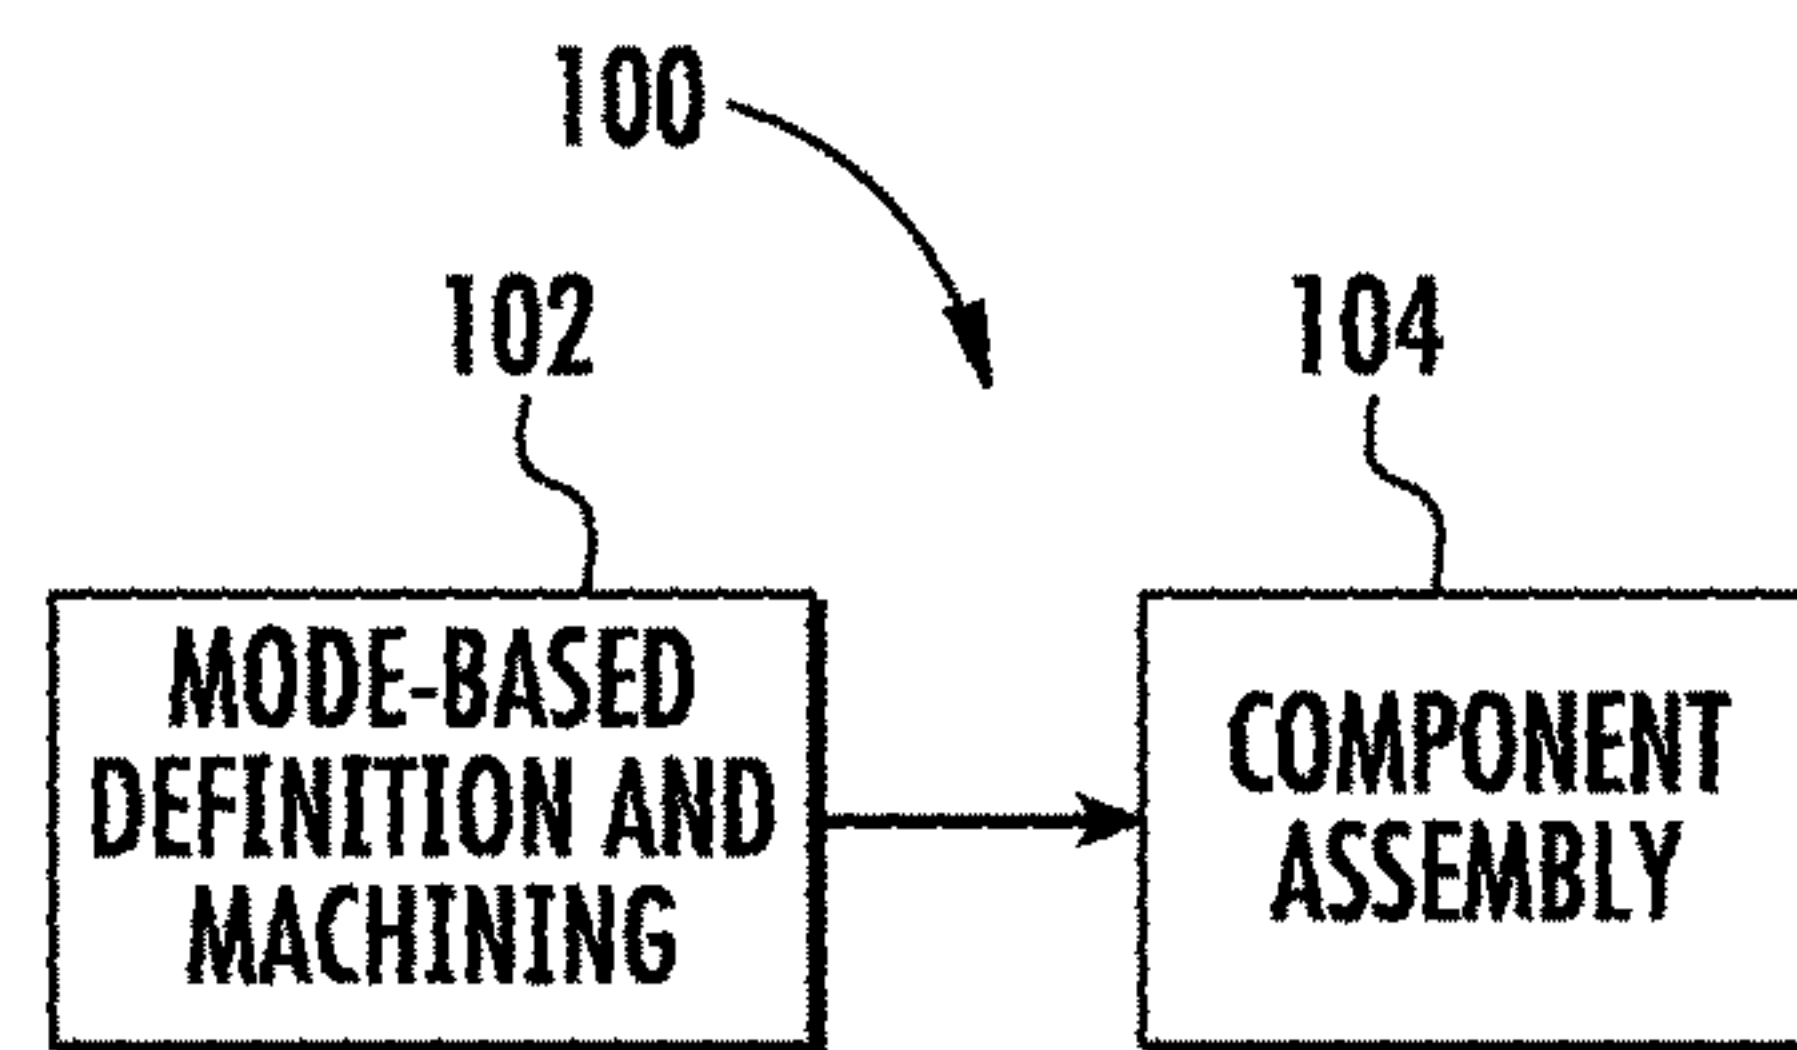 100
102
104
MODE-BASED
DEFINITION AND
MACHINING
COMPONENT
ASSEMBLY